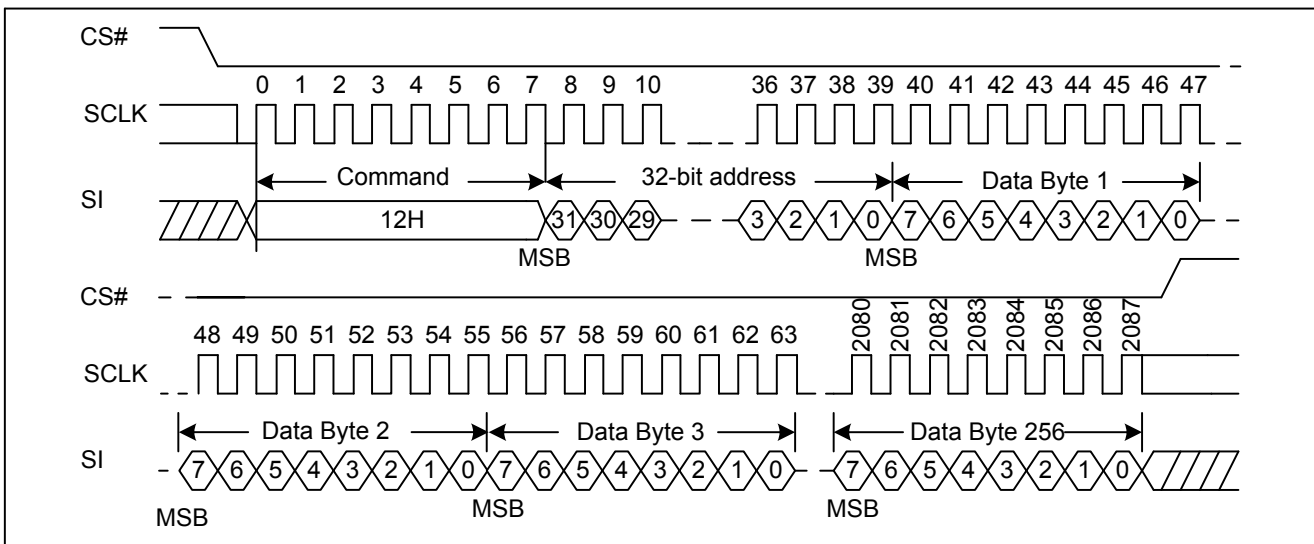 CS#
0 1 2 3 4 5 6 7 8 9 10 36 37 38 39 40 41 42 43 44 45 46 47
SCLK
Command 32-bit address Data Byte 1
SI
12H 31 30 29 3 2 1 0 7 6 5 4 3 2 1 0
MSB MSB
CS#
48 49 50 51 52 53 54 55 56 57 58 59 60 61 62 63 2080 2081 2082 2083 2084 2085 2086 2087
SCLK
Data Byte 2 Data Byte 3 Data Byte 256
SI
7 6 5 4 3 2 1 0 7 6 5 4 3 2 1 0 7 6 5 4 3 2 1 0
MSB MSB MSB